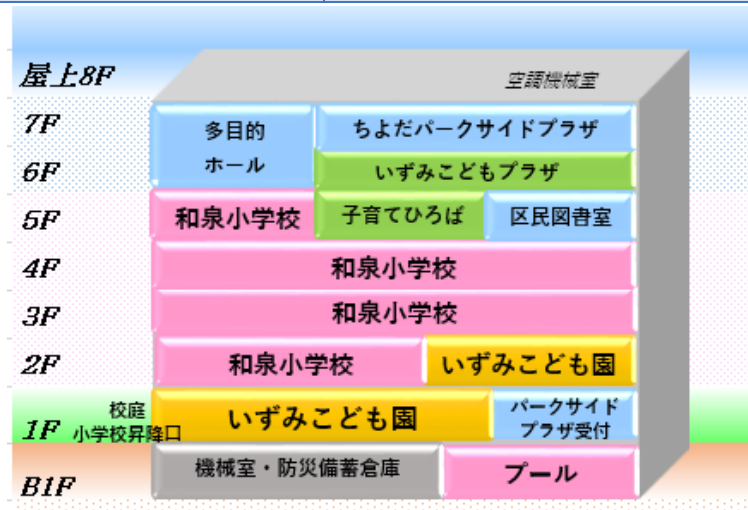 屋上8F
空調機械室
7F
多目的
ホール
ちよだパークサイドプラザ
6F
いずみこどもプラザ
5F
和泉小学校
子育てひろば
区民図書室
4F
和泉小学校
3F
和泉小学校
2F
和泉小学校
いずみこども園
1F
校庭
小学校昇降口
いずみこども園
パークサイド
プラザ受付
B1F
機械室・防災備蓄倉庫
プール